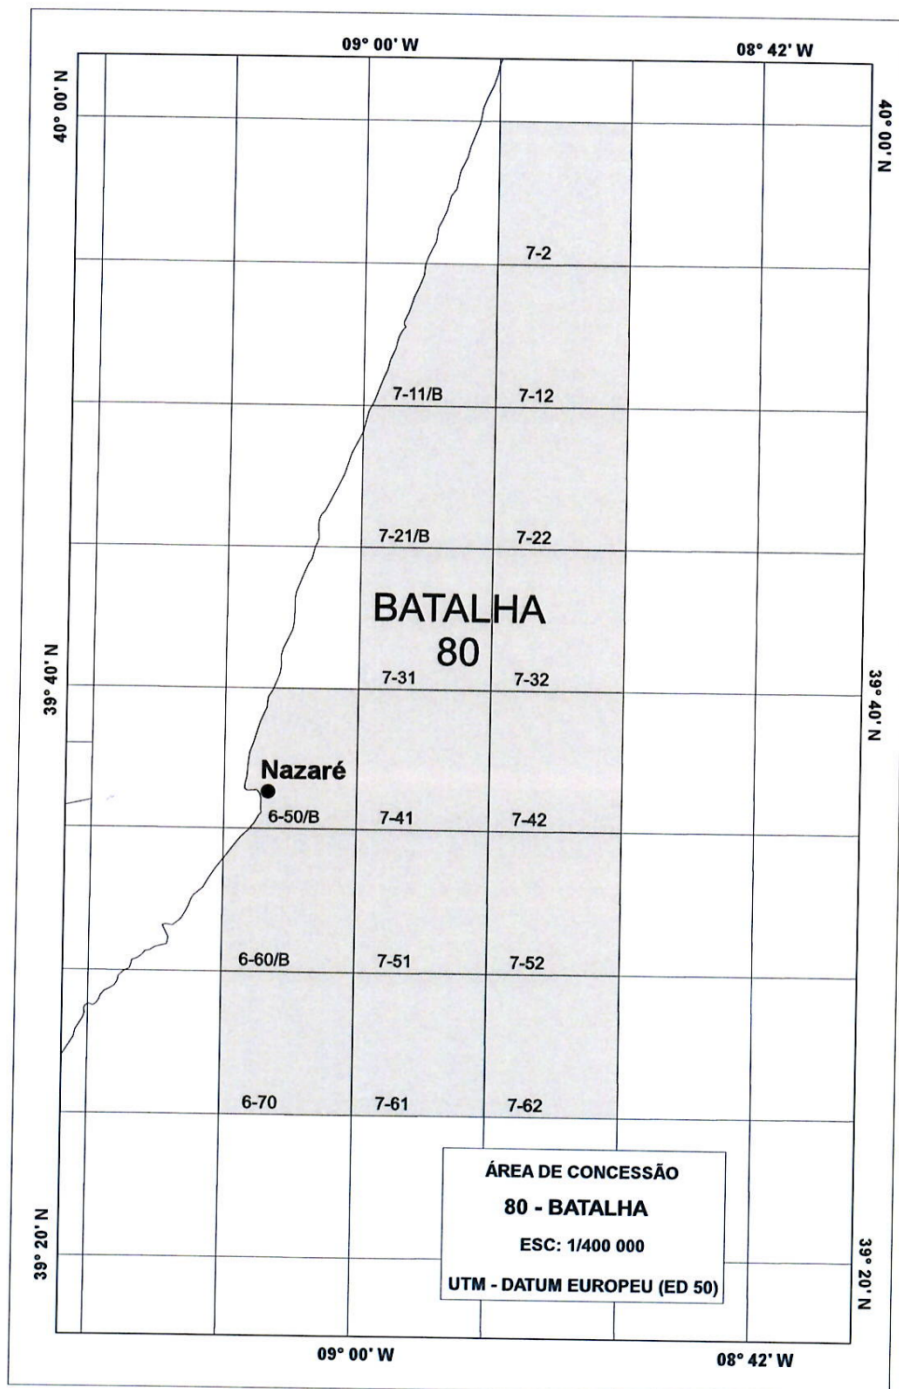 09° 00' W
08° 42' W
40° 00' N
40° 00' N
7-2
7-11/B
7-12
7-21/B
7-22
BATALHA
80
7-31
7-32
39° 40' N
39° 40' N
Nazaré
6-50/B
7-41
7-42
6-60/B
7-51
7-52
6-70
7-61
7-62
ÁREA DE CONCESSÃO
80 - BATALHA
ESC: 1/400 000
UTM - DATUM EUROPEU (ED 50)
39° 20' N
39° 20' N
09° 00' W
08° 42' W